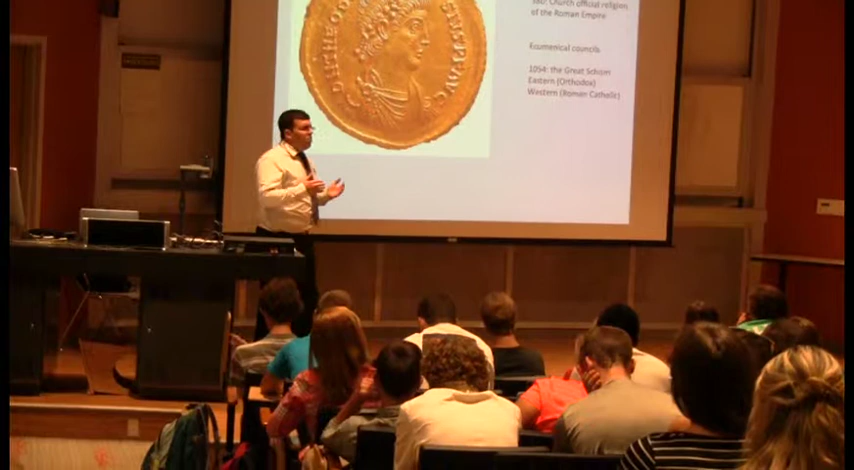 380: Church official religion
of the Roman Empire
Ecumenical councils
1054: the Great Schism
Eastern (Orthodox)
Western (Roman Catholic)